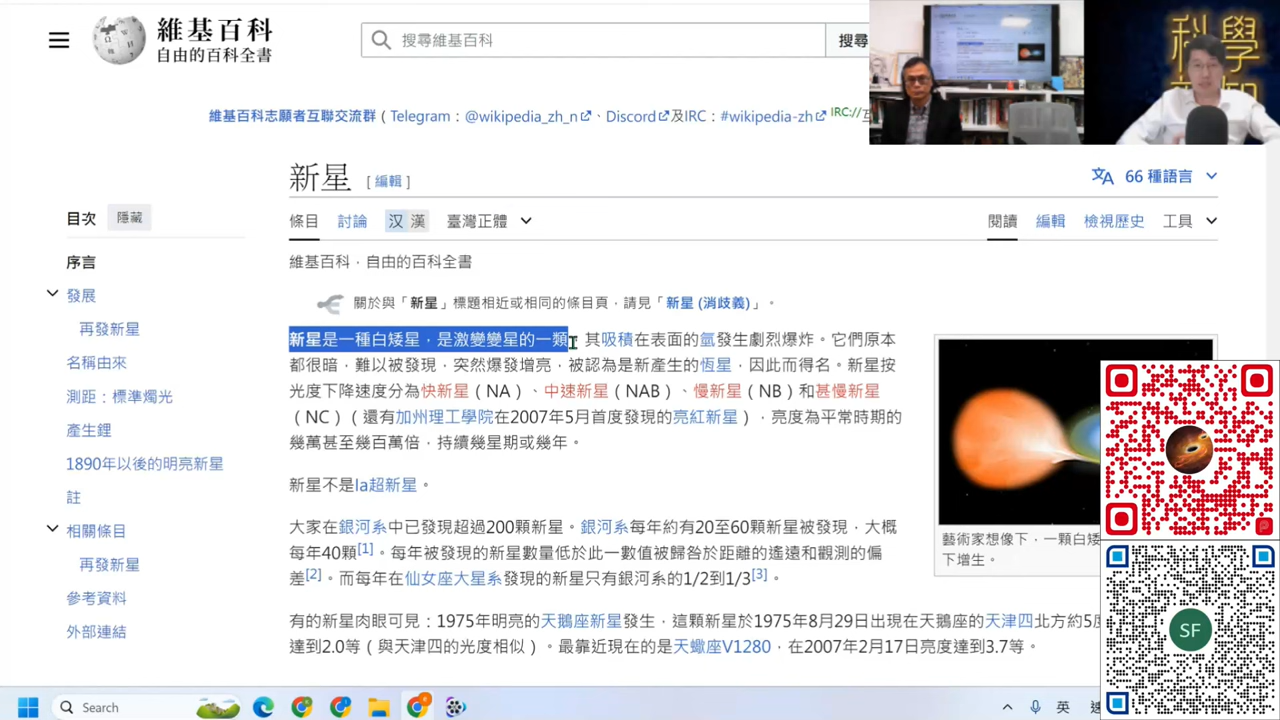 維基百科
自由的百科全書
搜尋維基百科
搜尋
科學
維基百科志願者互聯交流群(Telegram:@wikipedia_zh_n、Discord及IRC:#wikipedia-zh IRC://
新星 [編輯]
66 種語言
目次 隱藏
條目 討論 汉 漢 臺灣正體
閱讀 編輯 檢視歷史 工具
序言
發展
再發新星
名稱由來
測距:標準燭光
產生鋰
1890年以後的明亮新星
註
相關條目
再發新星
參考資料
外部連結
維基百科,自由的百科全書
關於與「新星」標題相近或相同的條目頁,請見「新星 (消歧義)」。
新星是一種白矮星,是激變變星的一類,其吸積在表面的氫發生劇烈爆炸。它們原本
都很暗,難以被發現,突然爆發增亮,被認為是新產生的恆星,因此而得名。新星按
光度下降速度分為快新星(NA)、中速新星(NAB)、慢新星(NB)和甚慢新星
(NC)(還有加州理工學院在2007年5月首度發現的亮紅新星),亮度為平常時期的
幾萬甚至幾百萬倍,持續幾星期或幾年。
新星不是Ia超新星。
大家在銀河系中已發現超過200顆新星。銀河系每年約有20至60顆新星被發現,大概
每年40顆[1]。每年被發現的新星數量低於此一數值被歸咎於距離的遙遠和觀測的偏
差[2]。而每年在仙女座大星系發現的新星只有銀河系的1/2到1/3[3]。
有的新星肉眼可見:1975年明亮的天鵝座新星發生,這顆新星於1975年8月29日出現在天鵝座的天津四北方約5
達到2.0等(與天津四的光度相似)。最靠近現在的是天蠍座V1280,在2007年2月17日亮度達到3.7等。
藝術家想像下,一顆白矮
下增生。
SF
Search
英